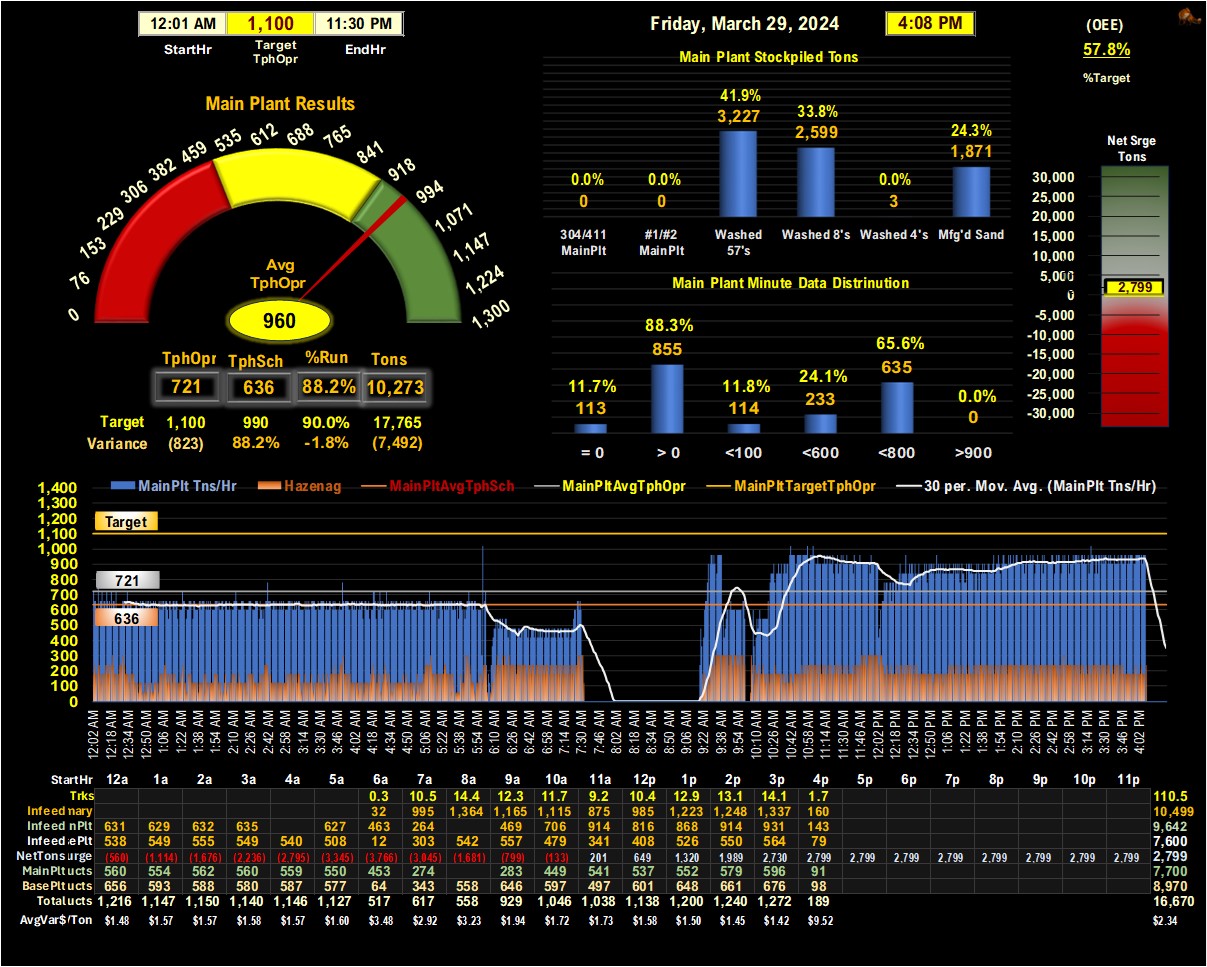 12:01 AM 1,100 11:30 PM
StartHr Target TphOpr EndHr
Friday, March 29, 2024 4:08 PM
(OEE)
57.8%
%Target
Main Plant Results
0 76 153 229 306 382 459 535 612 688 765 841 918 994 1,071 1,147 1,224 1,300
Avg
TphOpr
960
TphOpr TphSch %Run Tons
721 636 88.2% 10,273
Target 1,100 990 90.0% 17,765
Variance (823) 88.2% -1.8% (7,492)
Main Plant Stockpiled Tons
0.0% 0.0% 41.9% 33.8% 0.0% 24.3%
0 0 3,227 2,599 3 1,871
304/411 MainPlt #1/#2 MainPlt Washed 57's Washed 8's Washed 4's Mfg'd Sand
Main Plant Minute Data Distrinution
11.7% 88.3% 11.8% 24.1% 65.6% 0.0%
113 855 114 233 635 0
= 0 > 0 <100 <600 <800 >900
Net Srge
Tons
30,000
25,000
20,000
15,000
10,000
5,000
0
-5,000
-10,000
-15,000
-20,000
-25,000
-30,000
2,799
MainPlt Tns/Hr Hazenag MainPltAvgTphSch MainPltAvgTphOpr MainPltTargetTphOpr 30 per. Mov. Avg. (MainPlt Tns/Hr)
1,400
1,300
1,200
1,100
1,000
900
800
700
600
500
400
300
200
100
0
Target
721
636
12:02 AM 12:18 AM 12:34 AM 12:50 AM 1:06 AM 1:22 AM 1:38 AM 1:54 AM 2:10 AM 2:26 AM 2:42 AM 2:58 AM 3:14 AM 3:30 AM 3:46 AM 4:02 AM 4:18 AM 4:34 AM 4:50 AM 5:06 AM 5:22 AM 5:38 AM 5:54 AM 6:10 AM 6:26 AM 6:42 AM 6:58 AM 7:14 AM 7:30 AM 7:46 AM 8:02 AM 8:18 AM 8:34 AM 8:50 AM 9:06 AM 9:22 AM 9:38 AM 9:54 AM 10:10 AM 10:26 AM 10:42 AM 10:58 AM 11:14 AM 11:30 AM 11:46 AM 12:02 PM 12:18 PM 12:34 PM 12:50 PM 1:06 PM 1:22 PM 1:38 PM 1:54 PM 2:10 PM 2:26 PM 2:42 PM 2:58 PM 3:14 PM 3:30 PM 3:46 PM 4:02 PM
StartHr 12a 1a 2a 3a 4a 5a 6a 7a 8a 9a 10a 11a 12p 1p 2p 3p 4p 5p 6p 7p 8p 9p 10p 11p
Trks 0.3 10.5 14.4 12.3 11.7 9.2 10.4 12.9 13.1 14.1 1.7 110.5
Infeed nary 32 995 1,364 1,165 1,115 875 985 1,223 1,248 1,337 160 10,499
Infeed nPlt 631 629 632 635 627 463 264 469 706 914 816 868 914 931 143 9,642
Infeed ePlt 538 549 555 549 540 508 12 303 542 557 479 341 408 526 550 564 79 7,600
NetTons urge (560) (1,114) (1,676) (2,236) (2,795) (3,345) (3,766) (3,045) (1,681) (799) (133) 201 649 1,320 1,989 2,730 2,799 2,799 2,799 2,799 2,799 2,799 2,799 2,799 2,799
MainPlt ucts 560 554 562 560 559 550 453 274 283 449 541 537 552 579 596 91 7,700
BasePlt ucts 656 593 588 580 587 577 64 343 558 646 597 497 601 648 661 676 98 8,970
Total ucts 1,216 1,147 1,150 1,140 1,146 1,127 517 617 558 929 1,046 1,038 1,138 1,200 1,240 1,272 189 16,670
AvgVar$/Ton $1.48 $1.57 $1.57 $1.58 $1.57 $1.60 $3.48 $2.92 $3.23 $1.94 $1.72 $1.73 $1.58 $1.50 $1.45 $1.42 $9.52 $2.34